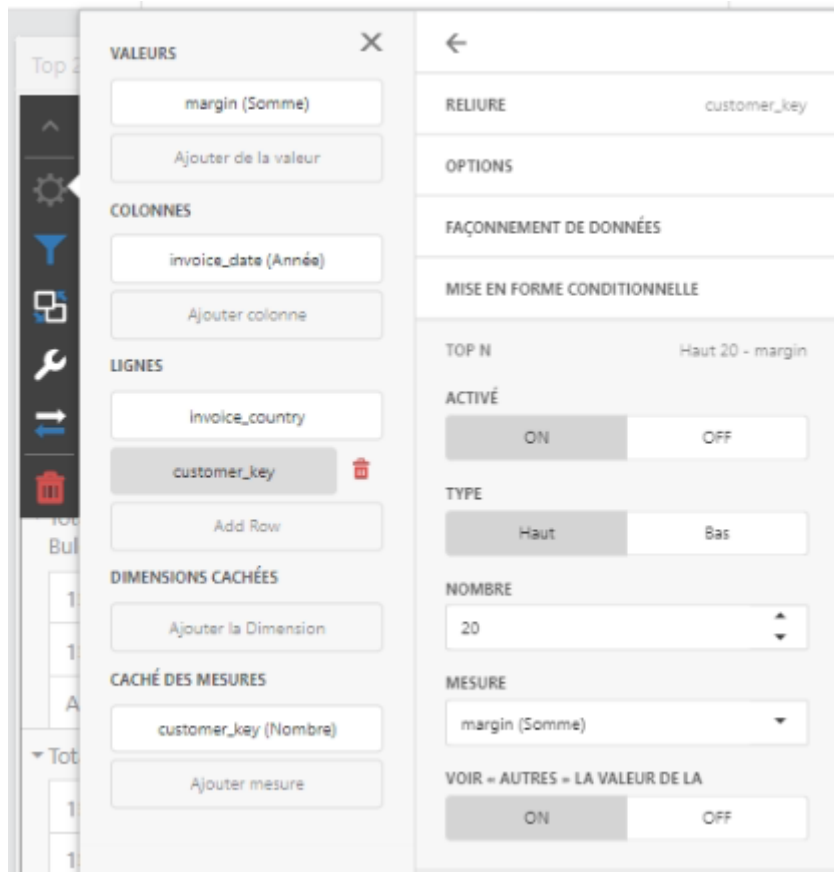 Top 2
VALEURS
margin (Somme)
Ajouter de la valeur
COLONNES
invoice_date (Année)
Ajouter colonne
LIGNES
invoice_country
customer_key
Add Row
DIMENSIONS CACHÉES
Ajouter la Dimension
CACHÉ DES MESURES
customer_key (Nombre)
Ajouter mesure
RELIURE customer_key
OPTIONS
FAÇONNEMENT DE DONNÉES
MISE EN FORME CONDITIONNELLE
TOP N Haut 20 - margin
ACTIVÉ
ON OFF
TYPE
Haut Bas
NOMBRE
20
MESURE
margin (Somme)
VOIR « AUTRES » LA VALEUR DE LA
ON OFF
Bul
1
1
A
Tot
1
1